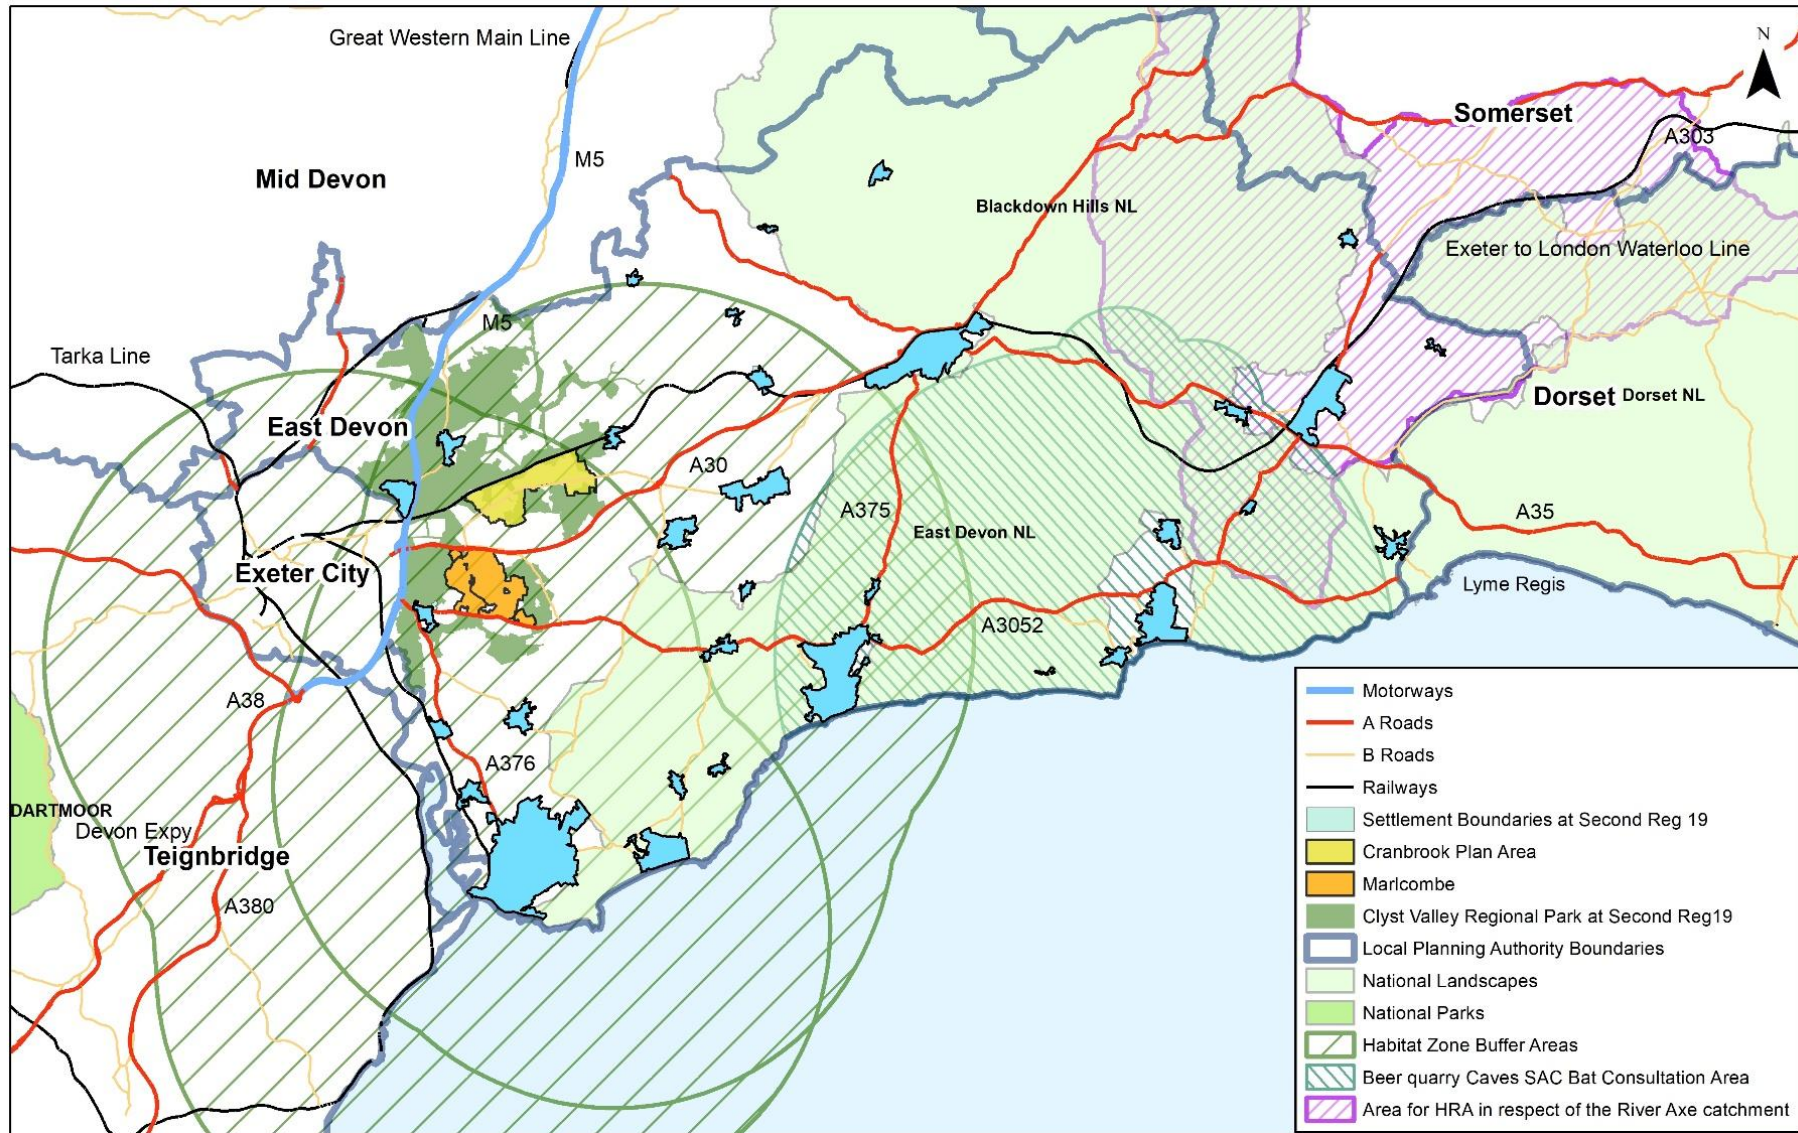 Great Western Main Line
N
Somerset
A303
M5
Mid Devon
Blackdown Hills NL
Exeter to London Waterloo Line
M5
Tarka Line
Dorset
Dorset NL
East Devon
A30
A375
A35
East Devon NL
Exeter City
Lyme Regis
A3052
A38
A376
DARTMOOR
Devon Expy
Teignbridge
A380
Motorways
A Roads
B Roads
Railways
Settlement Boundaries at Second Reg 19
Cranbrook Plan Area
Marlcombe
Clyst Valley Regional Park at Second Reg19
Local Planning Authority Boundaries
National Landscapes
National Parks
Habitat Zone Buffer Areas
Beer quarry Caves SAC Bat Consultation Area
Area for HRA in respect of the River Axe catchment